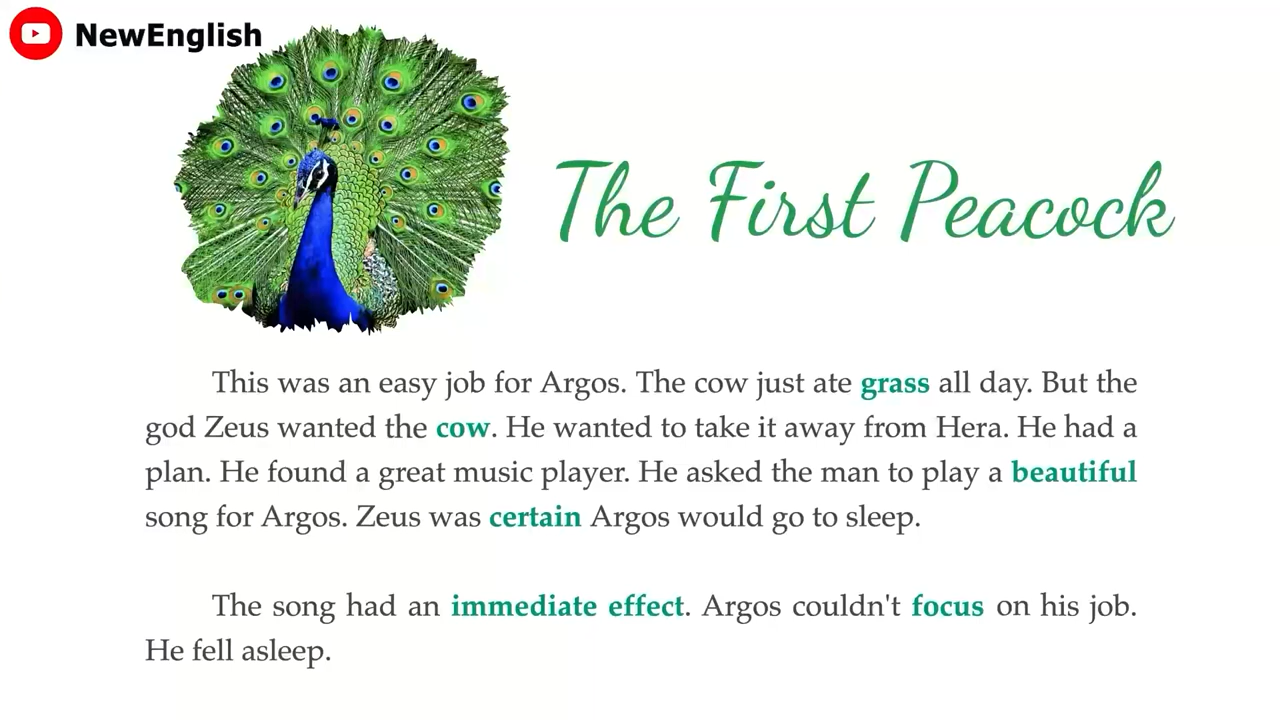 NewEnglish
The First Peacock
This was an easy job for Argos. The cow just ate grass all day. But the
god Zeus wanted the cow. He wanted to take it away from Hera. He had a
plan. He found a great music player. He asked the man to play a beautiful
song for Argos. Zeus was certain Argos would go to sleep.
The song had an immediate effect. Argos couldn't focus on his job.
He fell asleep.